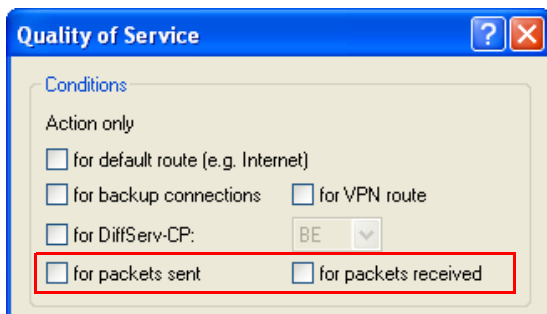 Quality of Service
Conditions
Action only
for default route (e.g. Internet)
for backup connections for VPN route
for DiffServ-CP: BE
for packets sent for packets received